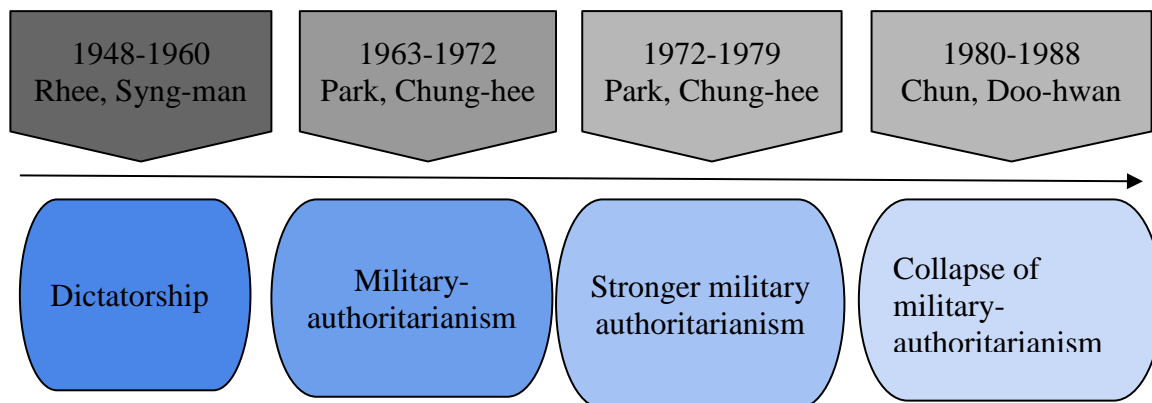 1948-1960
Rhee, Syng-man
1963-1972
Park, Chung-hee
1972-1979
Park, Chung-hee
1980-1988
Chun, Doo-hwan
Dictatorship
Military-
authoritarianism
Stronger military
authoritarianism
Collapse of
military-
authoritarianism